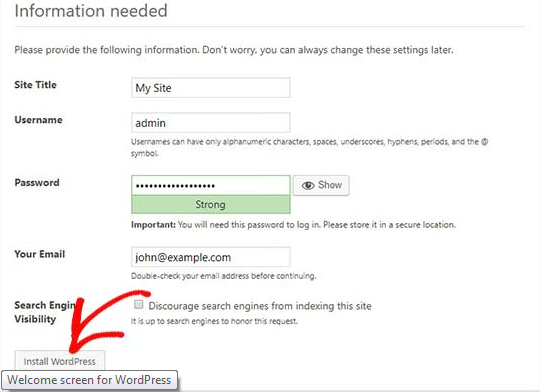 Information needed
Please provide the following information. Don't worry, you can always change these settings later.
Site Title
My Site
Username
admin
Usernames can have only alphanumeric characters, spaces, underscores, hyphens, periods, and the @
symbol.
Password
••••••••••••••••••
Show
Strong
Important: You will need this password to log in. Please store it in a secure location.
Your Email
john@example.com
Double-check your email address before continuing.
Search Engine
Visibility
Discourage search engines from indexing this site
It is up to search engines to honor this request.
Install WordPress
Welcome screen for WordPress